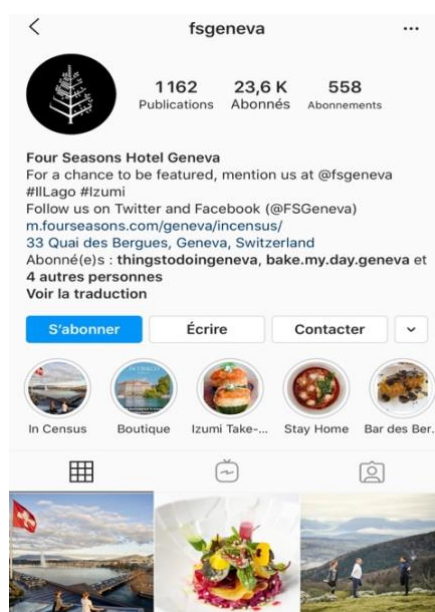 fsgeneva
1162 23,6 K 558
Publications Abonnés Abonnements
Four Seasons Hotel Geneva
For a chance to be featured, mention us at @fsgeneva
#IlLago #Izumi
Follow us on Twitter and Facebook (@FSGeneva)
m.fourseasons.com/geneva/incensus/
33 Quai des Bergues, Geneva, Switzerland
Abonné(e)s : thingstodoingeneva, bake.my.day.geneva et
4 autres personnes
Voir la traduction
S'abonner Écrire Contacter
In Census Boutique Izumi Take-... Stay Home Bar des Ber.